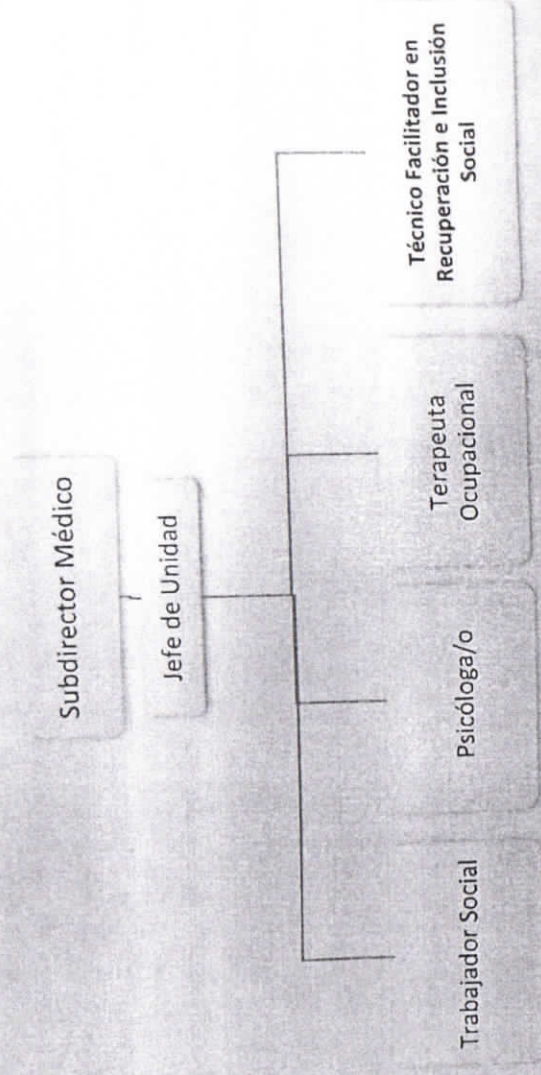 Subdirector Médico
Jefe de Unidad
Trabajador Social
Psicóloga/o
Terapeuta
Ocupacional
Técnico Facilitador en
Recuperación e Inclusión
Social